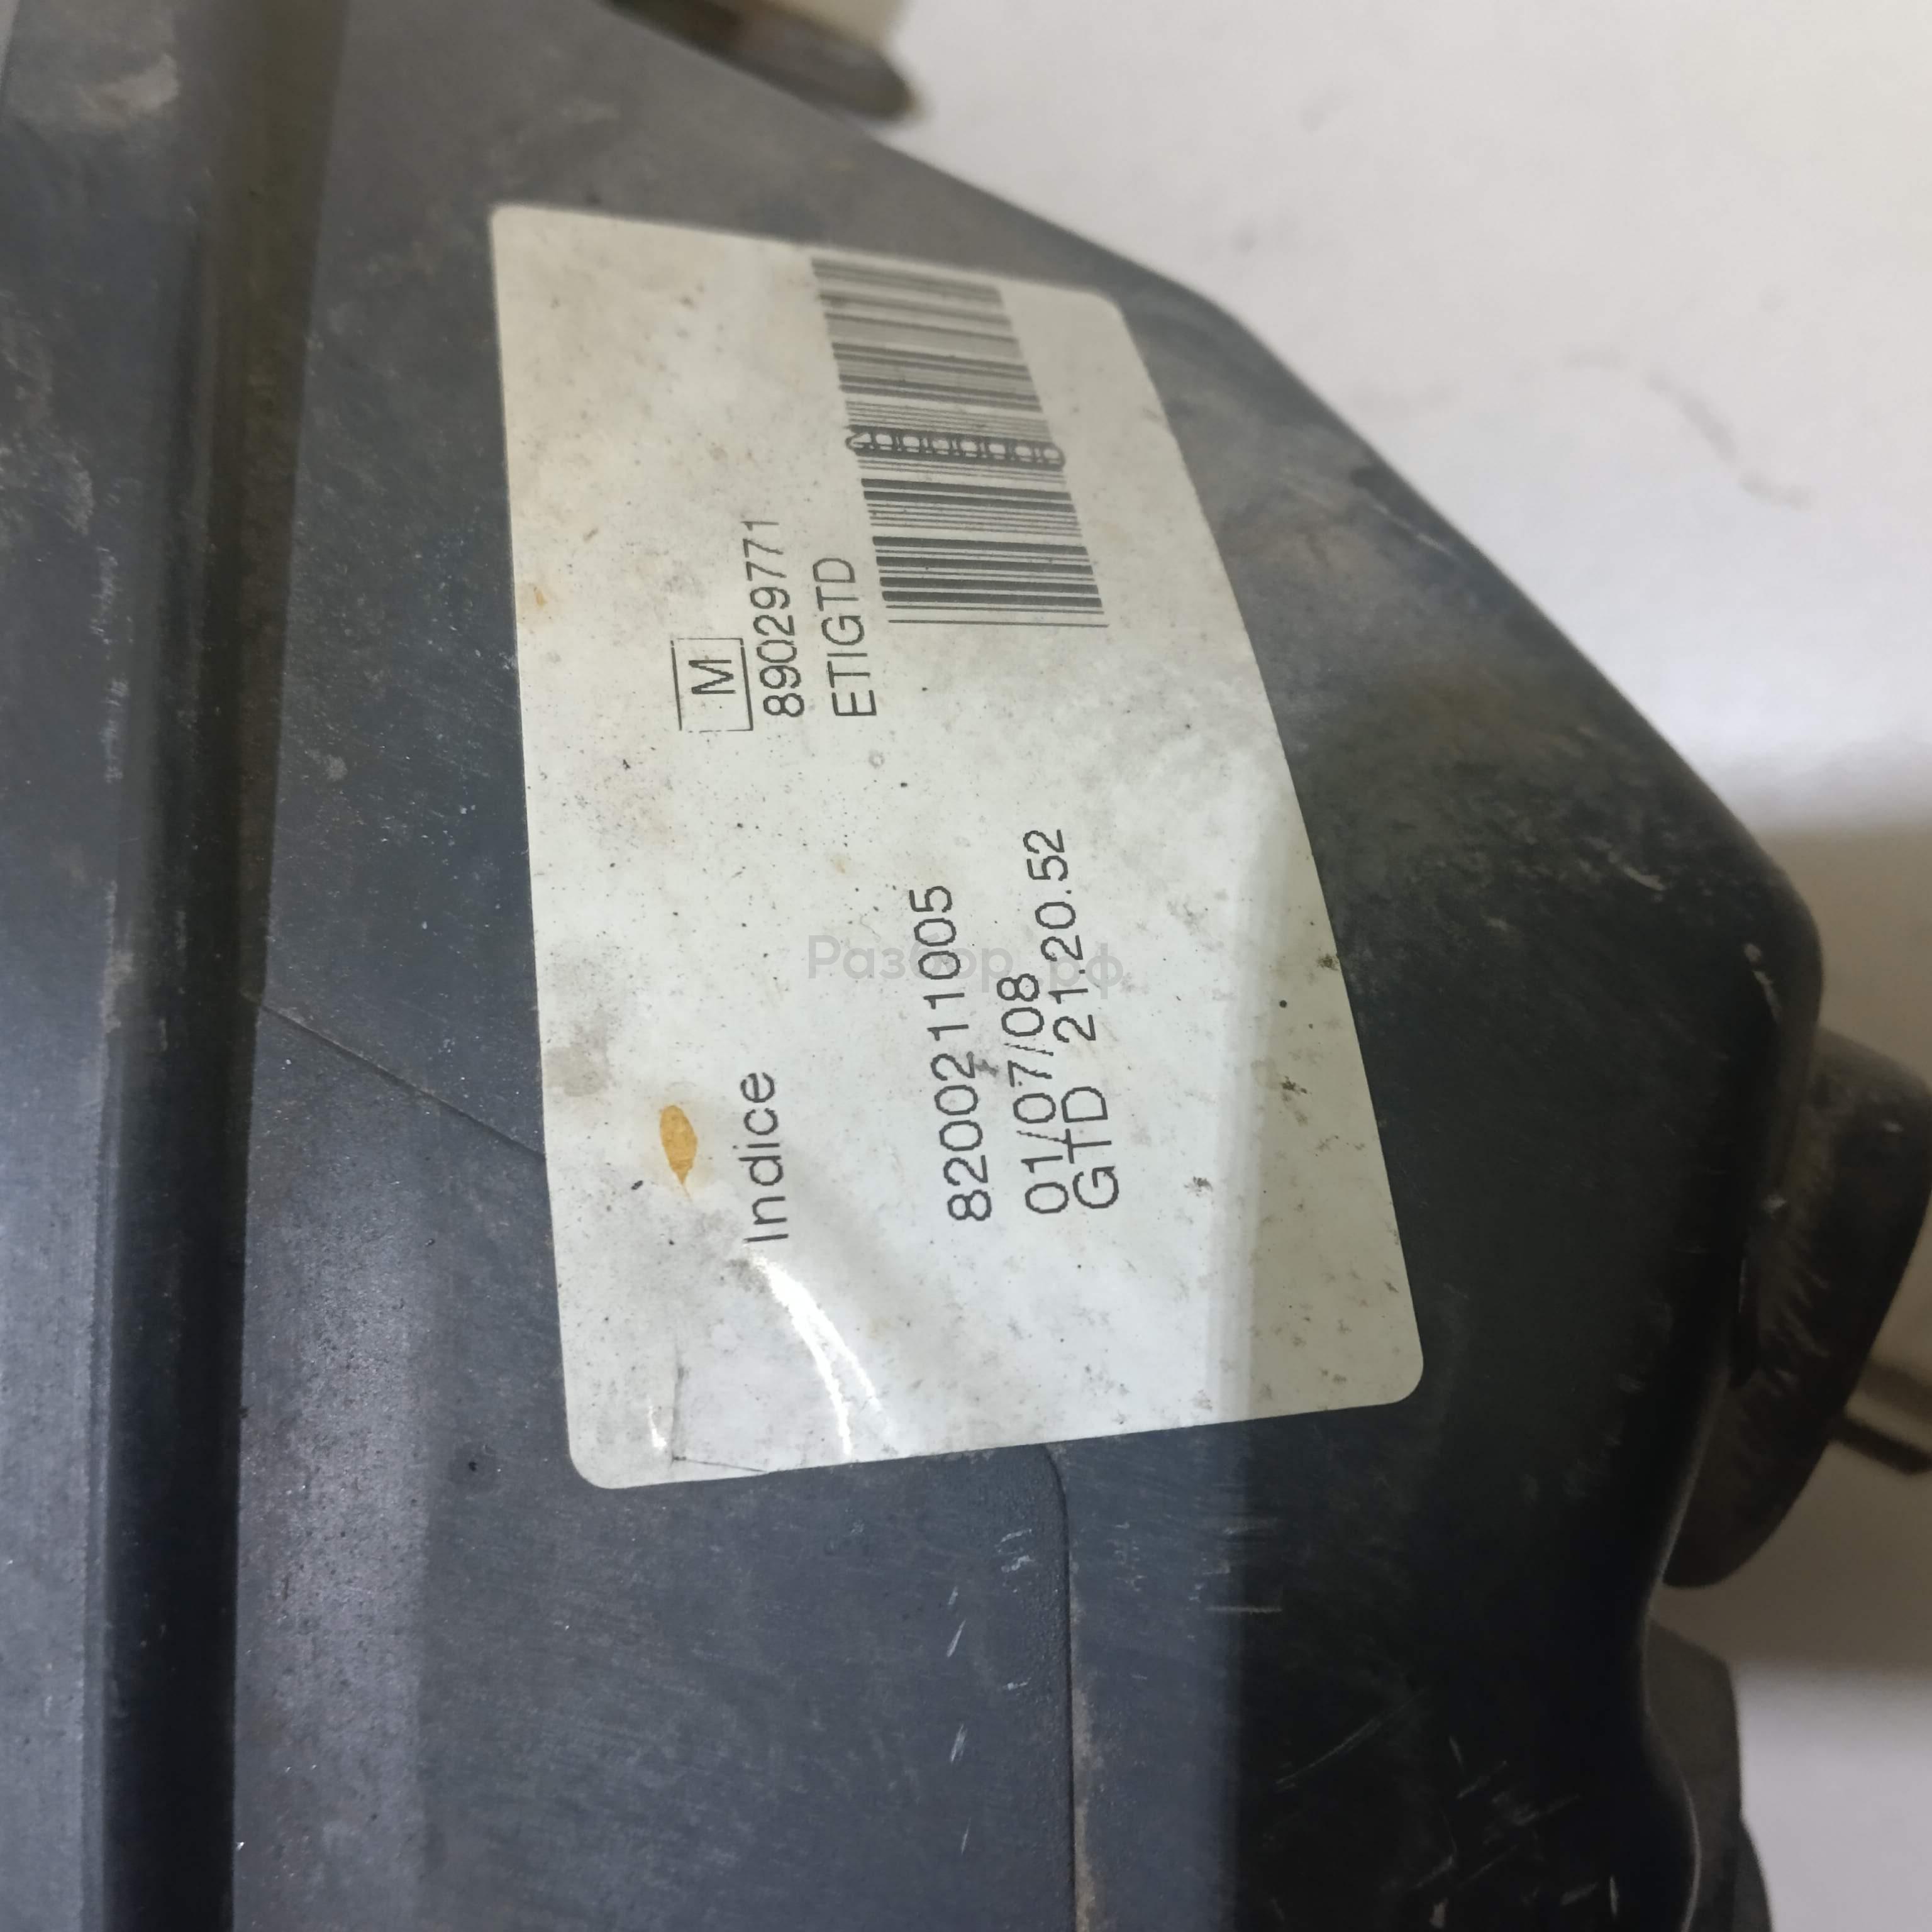 M
89029771
ETIGTD
Indice
8200211005
01/07/08
GTD 21.20.52
Разбор.рф